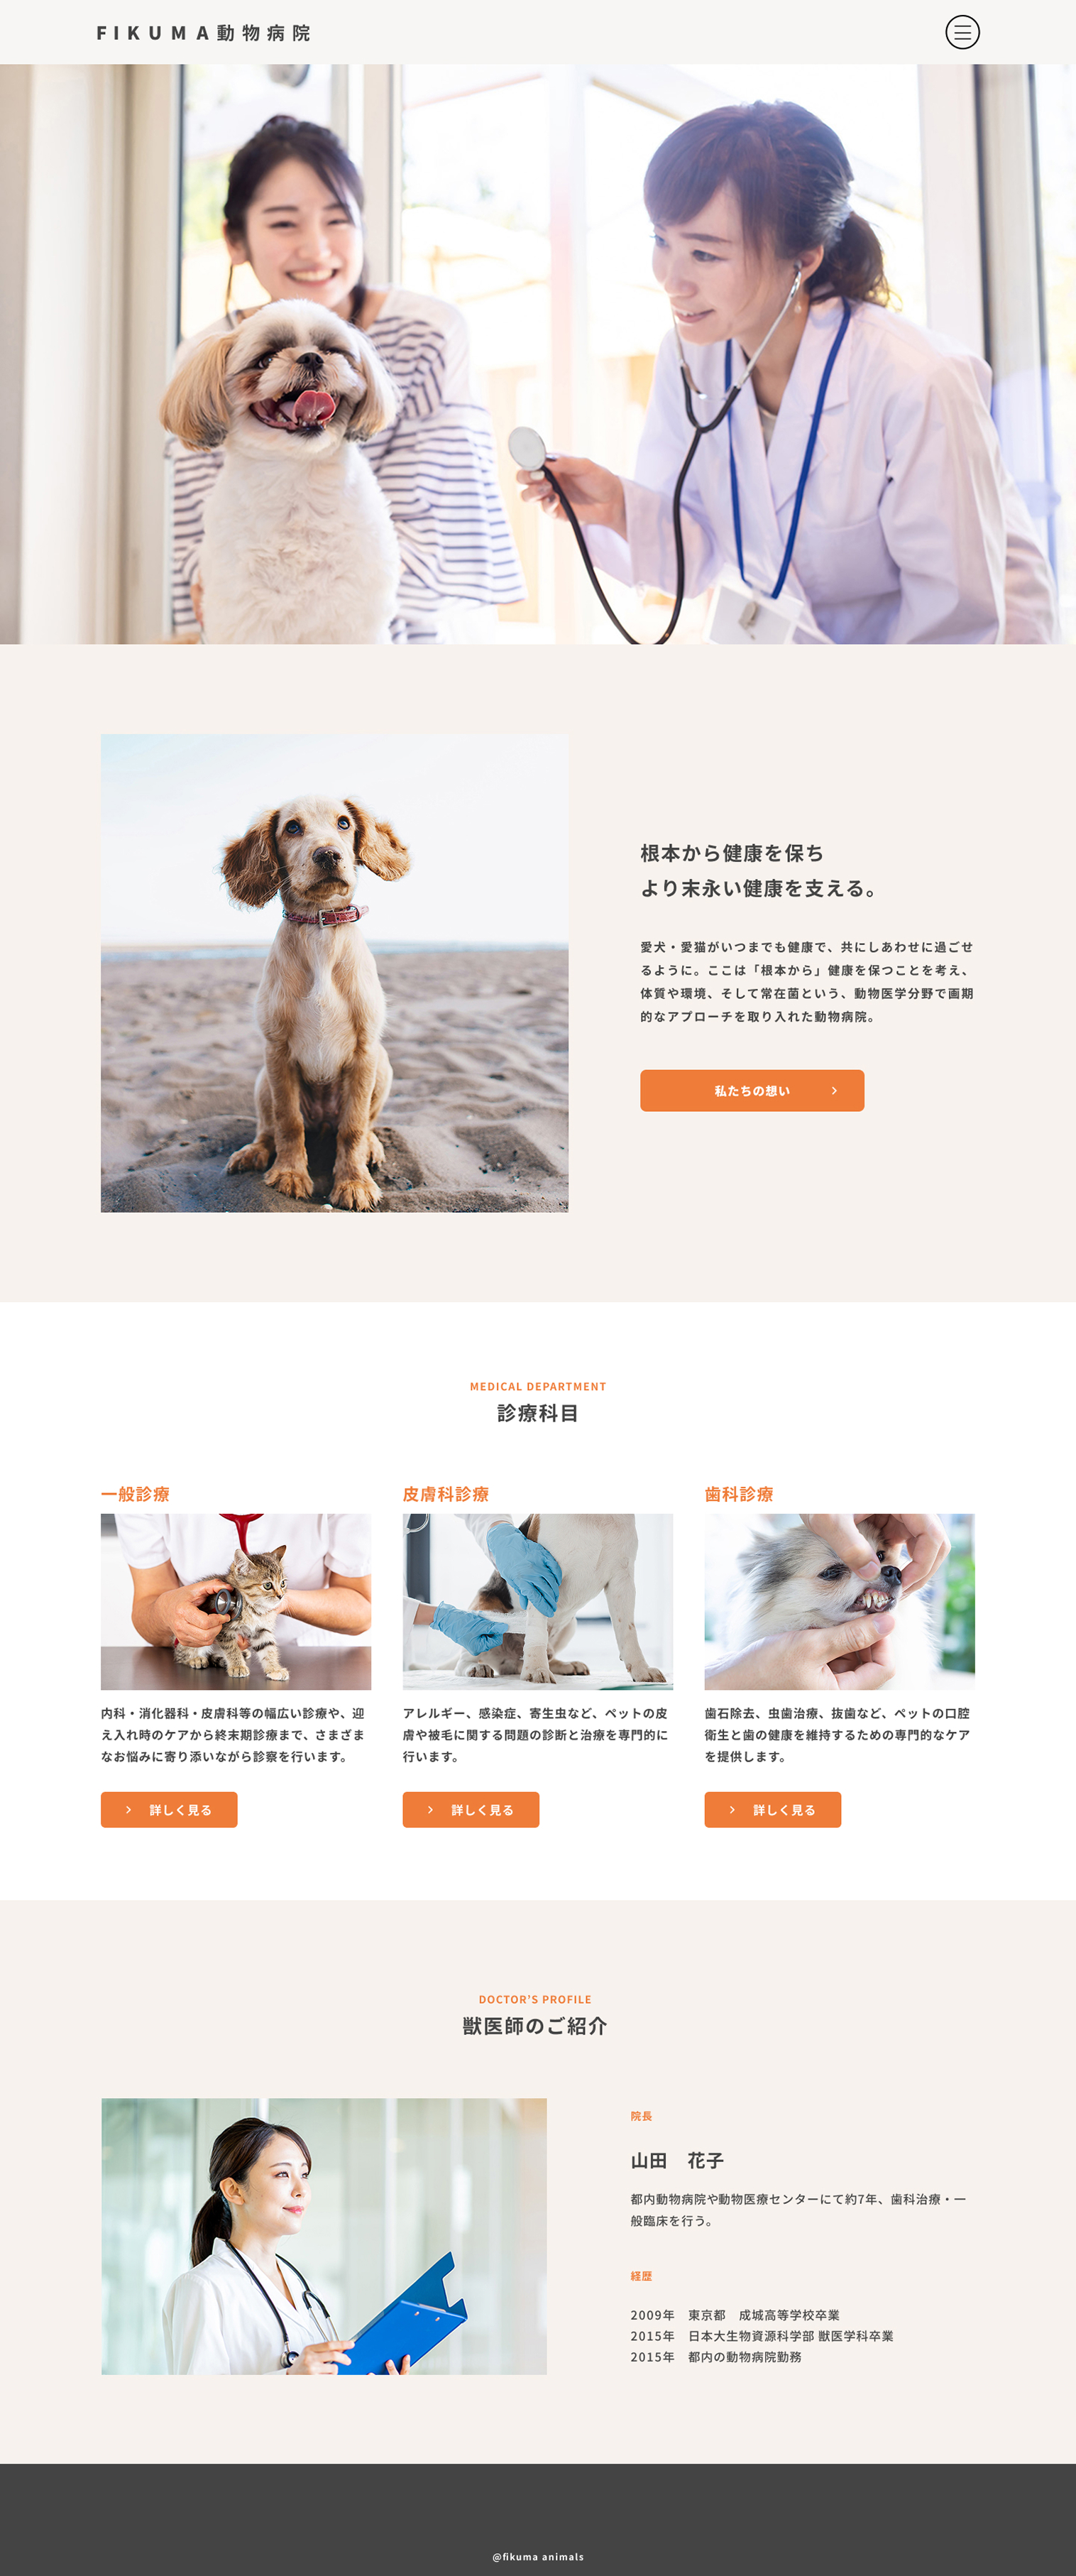 FIKUMA動物病院
根本から健康を保ち
より末永い健康を支える。
愛犬・愛猫がいつまでも健康で、共にしあわせに過ごせ
るように。ここは「根本から」健康を保つことを考え、
体質や環境、そして常在菌という、動物医学分野で画期
的なアプローチを取り入れた動物病院。
私たちの想い
MEDICAL DEPARTMENT
診療科目
一般診療
内科・消化器科・皮膚科等の幅広い診療や、迎
え入れ時のケアから終末期診療まで、さまざま
なお悩みに寄り添いながら診察を行います。
詳しく見る
皮膚科診療
アレルギー、感染症、寄生虫など、ペットの皮
膚や被毛に関する問題の診断と治療を専門的に
行います。
詳しく見る
歯科診療
歯石除去、虫歯治療、抜歯など、ペットの口腔
衛生と歯の健康を維持するための専門的なケア
を提供します。
詳しく見る
DOCTOR'S PROFILE
獣医師のご紹介
院長
山田　花子
都内動物病院や動物医療センターにて約7年、歯科治療・一
般臨床を行う。
経歴
2009年　東京都　成城高等学校卒業
2015年　日本大生物資源科学部 獣医学科卒業
2015年　都内の動物病院勤務
@fikuma animals